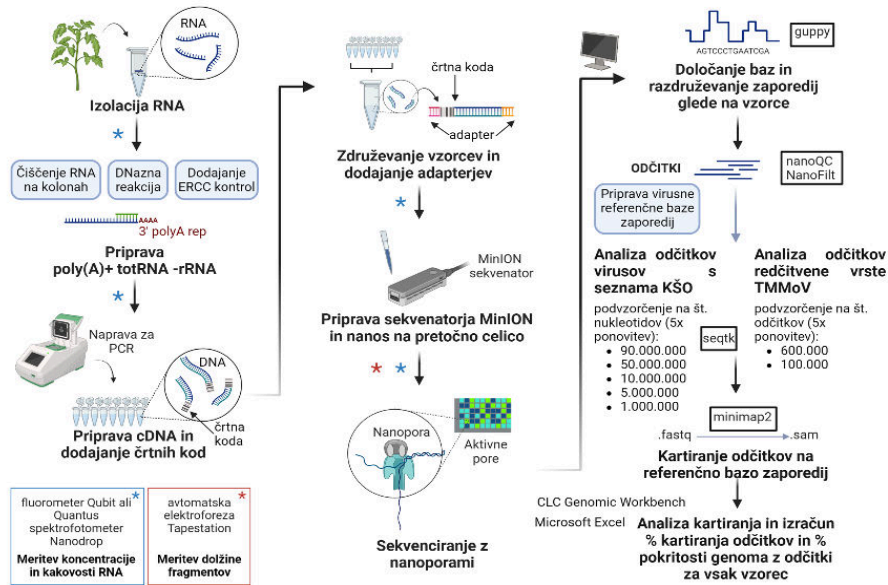 RNA
Izolacija RNA
*
Čiščenje RNA
na kolonah
DNazna
reakcija
Dodajanje
ERCC kontrol
AAAA
3' polyA rep
Priprava
poly(A)+ totRNA -rRNA
*
Naprava za
PCR
DNA
črtna
koda
Priprava cDNA in
dodajanje črtnih kod
*
fluorometer Qubit ali
Quantus
spektrofotometer
Nanodrop
Meritev koncentracije
in kakovosti RNA
*
avtomatska
elektroforeza
Tapestation
Meritev dolžine
fragmentov
črtna koda
adapter
Združevanje vzorcev in
dodajanje adapterjev
*
MinION
sekvenator
Priprava sekvenatorja MinION
in nanos na pretočno celico
* *
Nanopora
Aktivne
pore
Sekvenciranje z
nanoporami
AGTCCCTGAATCGA
guppy
Določanje baz in
razdruževanje zaporedij
glede na vzorce
ODČITKI
nanoQC
NanoFilt
Priprava virusne
referenčne baze
zaporedij
Analiza odčitkov
virusov s
seznama KŠO
podvzorčenje na št.
nukleotidov (5x
ponovitev):
• 90.000.000
• 50.000.000
• 10.000.000
• 5.000.000
• 1.000.000
seqtk
Analiza odčitkov
redčitvene vrste
TMMoV
podvzorčenje na št.
odčitkov (5x
ponovitev):
• 600.000
• 100.000
minimap2
.fastq .sam
Kartiranje odčitkov na
referenčno bazo zaporedij
CLC Genomic Workbench
Microsoft Excel
Analiza kartiranja in izračun
% kartiranja odčitkov in %
pokritosti genoma z odčitki
za vsak vzorec